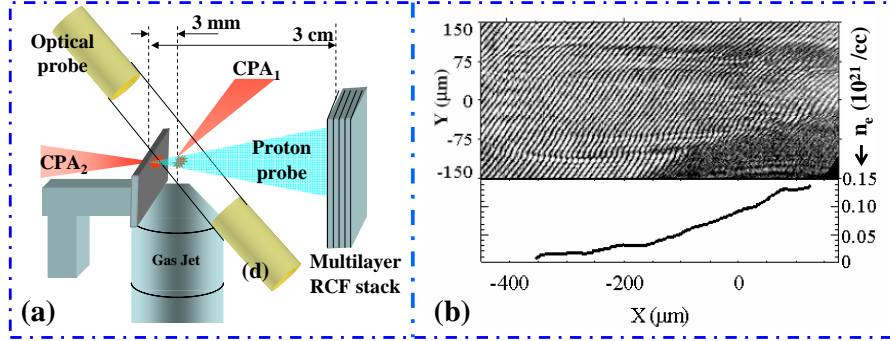 (a)
3 mm
3 cm
Optical
probe
CPA1
CPA2
Proton
probe
Gas Jet
(d)
Multilayer
RCF stack
(b)
Y (μm)
150
75
0
-75
-150
nₑ (10²¹ /cc)
0.15
0.10
0.05
0
-400
-200
0
X (μm)